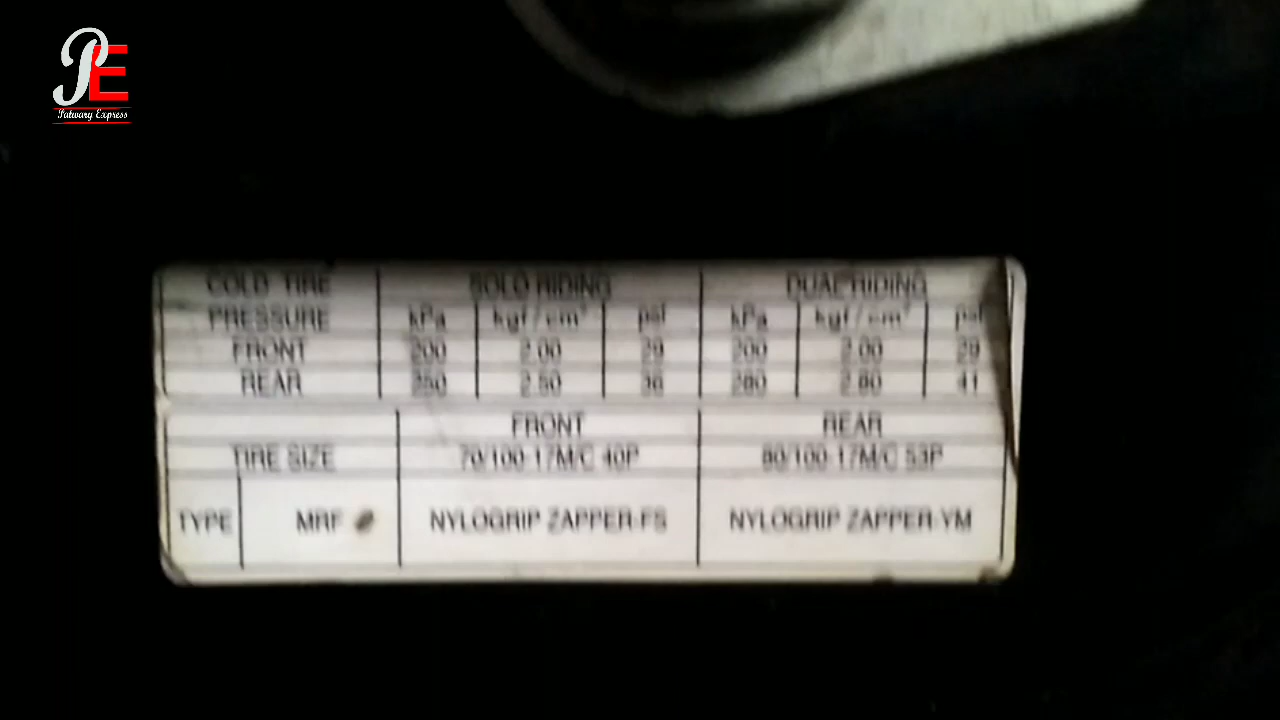 PE
Patwary Express
COLD TIRE SOLO RIDING DUAL RIDING
PRESSURE kPa kgf/cm² psi kPa kgf/cm² psi
FRONT 200 2.00 29 200 2.00 29
REAR 250 2.50 36 280 2.80 41
FRONT REAR
TIRE SIZE 70/100-17M/C 40P 80/100-17M/C 53P
TYPE MRF NYLOGRIP ZAPPER-FS NYLOGRIP ZAPPER-YM